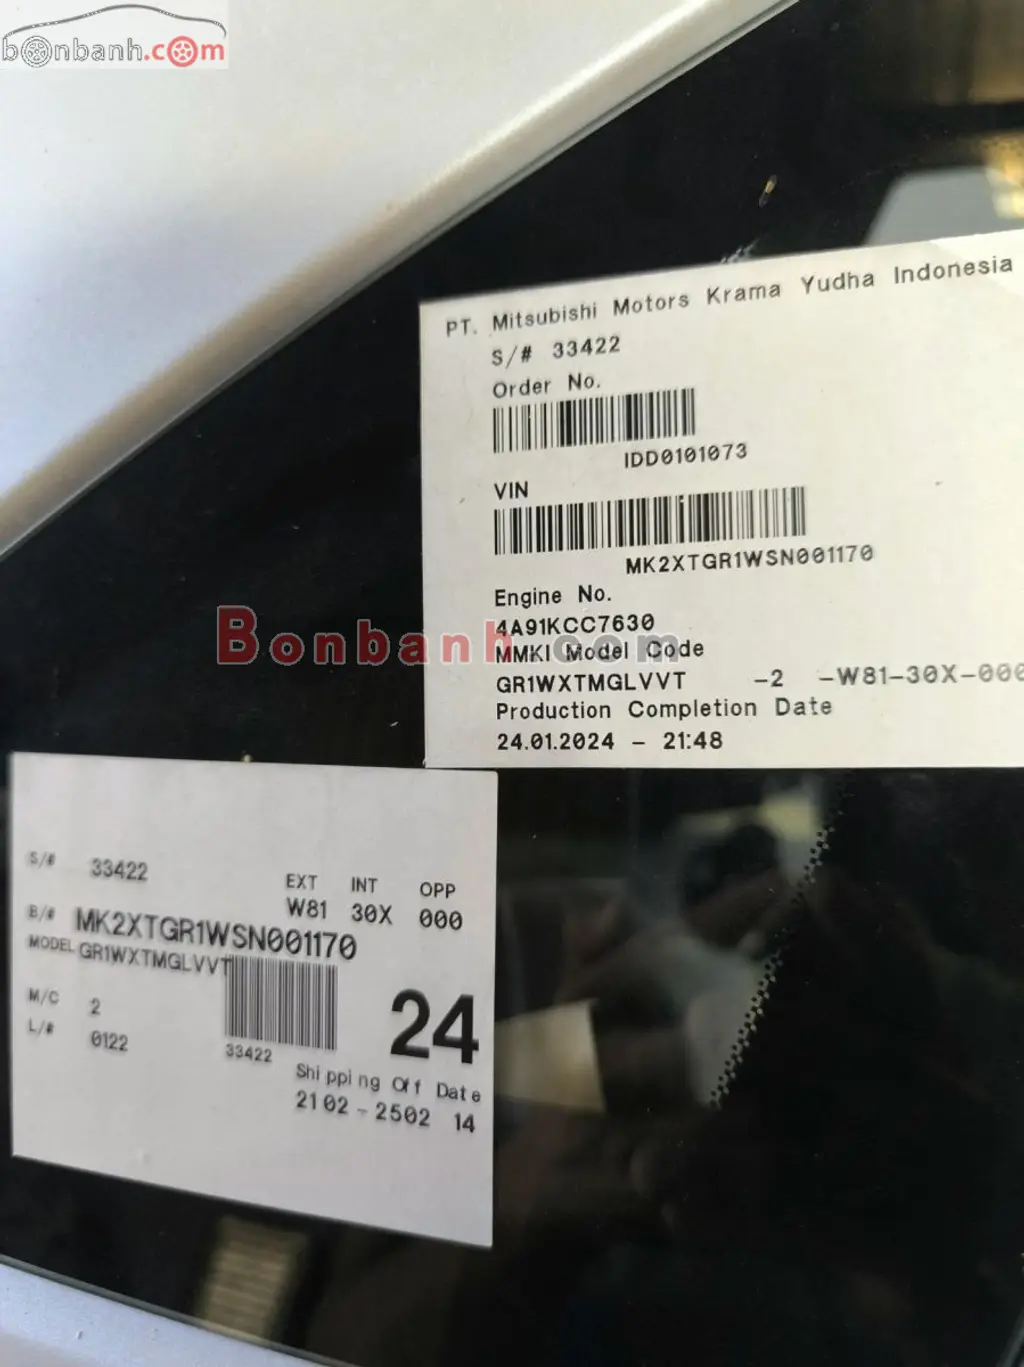 bonbanh.com
PT. Mitsubishi Motors Krama Yudha Indonesia
S/# 33422
Order No.
IDD0101073
VIN
MK2XTGR1WSN001170
Engine No.
4A91KCC7630
MMKI Model Code
GR1WXTMGLVVT -2 -W81-30X-000
Production Completion Date
24.01.2024 - 21:48
Bonbanh.com
S/# 33422
EXT INT OPP
W81 30X 000
B/# MK2XTGR1WSN001170
MODEL GR1WXTMGLVVT
M/C 2
24
L/# 0122
33422
Shipping Off Date
2102 - 2502 14